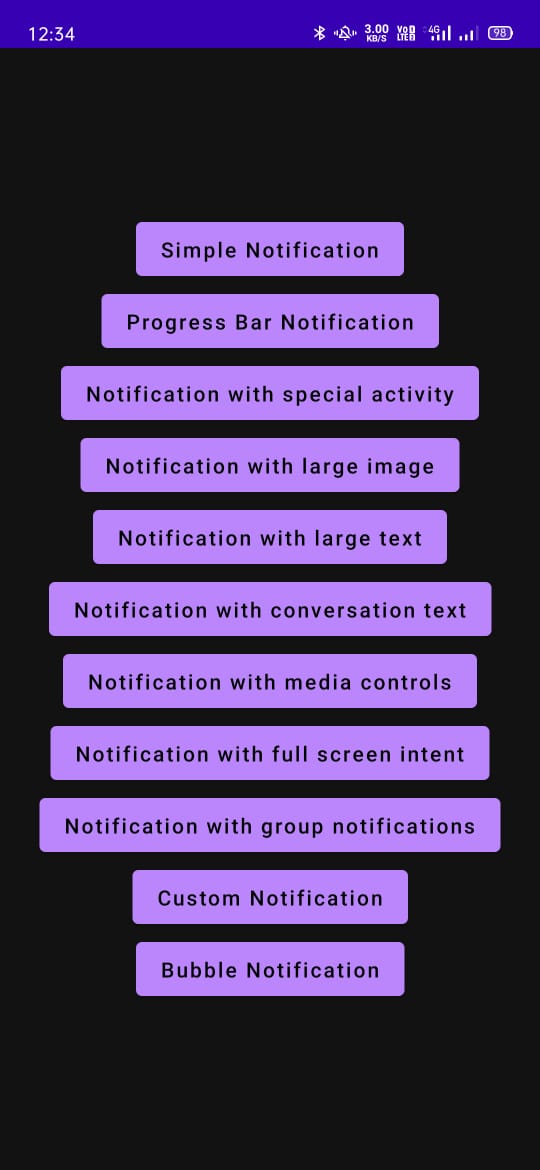 12:34 3.00 KB/S VoD LTE2 4G 98
Simple Notification
Progress Bar Notification
Notification with special activity
Notification with large image
Notification with large text
Notification with conversation text
Notification with media controls
Notification with full screen intent
Notification with group notifications
Custom Notification
Bubble Notification